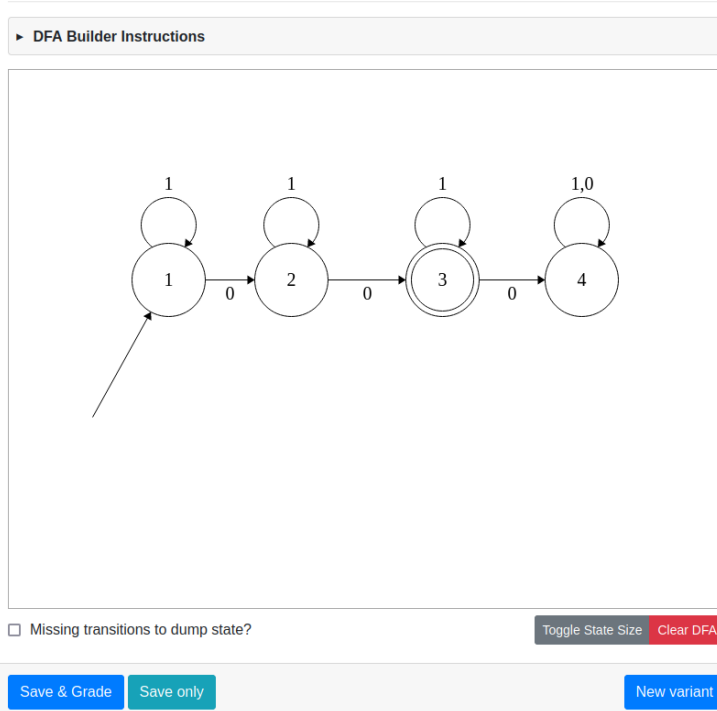 ▸ DFA Builder Instructions
1 1 1 1,0
1 2 3 4
0 0 0
Missing transitions to dump state? Toggle State Size Clear DFA
Save & Grade Save only New variant